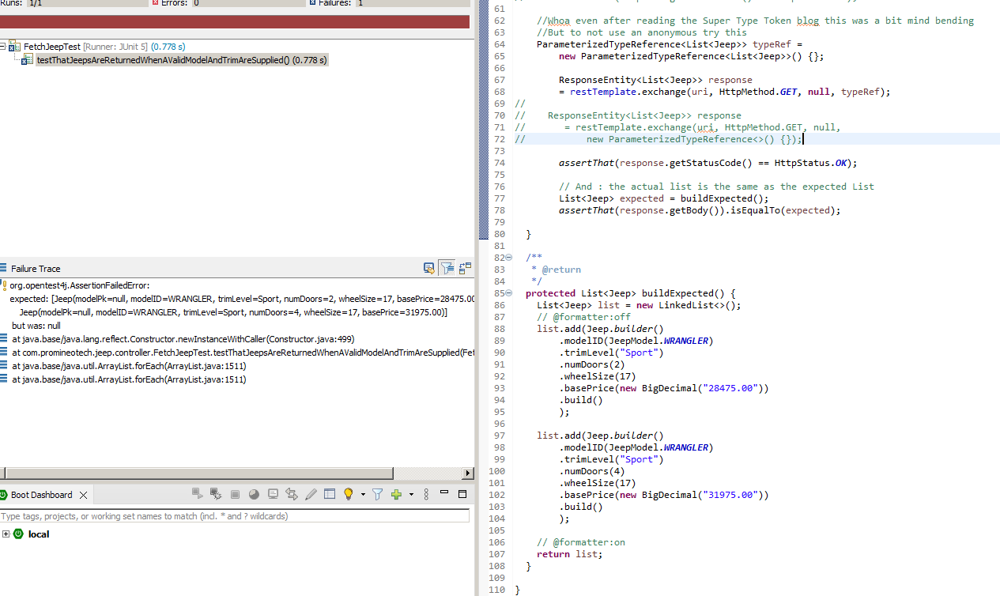 Runs: 1/1 Errors: 0 Failures: 1
FetchJeepTest [Runner: JUnit 5] (0.778 s)
testThatJeepsAreReturnedWhenAValidModelAndTrimAreSupplied() (0.778 s)
Failure Trace
org.opentest4j.AssertionFailedError:
expected: [Jeep(modelPk=null, modelID=WRANGLER, trimLevel=Sport, numDoors=2, wheelSize=17, basePrice=28475.00
Jeep(modelPk=null, modelID=WRANGLER, trimLevel=Sport, numDoors=4, wheelSize=17, basePrice=31975.00)]
but was: null
at java.base/java.lang.reflect.Constructor.newInstanceWithCaller(Constructor.java:499)
at com.promineotech.jeep.controller.FetchJeepTest.testThatJeepsAreReturnedWhenAValidModelAndTrimAreSupplied(Fet
at java.base/java.util.ArrayList.forEach(ArrayList.java:1511)
at java.base/java.util.ArrayList.forEach(ArrayList.java:1511)
Boot Dashboard
Type tags, projects, or working set names to match (incl. * and ? wildcards)
local
61
62 //Whoa even after reading the Super Type Token blog this was a bit mind bending
63 //But to not use an anonymous try this
64 ParameterizedTypeReference<List<Jeep>> typeRef =
65 new ParameterizedTypeReference<List<Jeep>>() {};
66
67 ResponseEntity<List<Jeep>> response
68 = restTemplate.exchange(uri, HttpMethod.GET, null, typeRef);
69 //
70 // ResponseEntity<List<Jeep>> response
71 // = restTemplate.exchange(uri, HttpMethod.GET, null,
72 // new ParameterizedTypeReference<>() {});
73
74 assertThat(response.getStatusCode() == HttpStatus.OK);
75
76 // And : the actual list is the same as the expected List
77 List<Jeep> expected = buildExpected();
78 assertThat(response.getBody()).isEqualTo(expected);
79
80 }
81
82 /**
83 * @return
84 */
85 protected List<Jeep> buildExpected() {
86 List<Jeep> list = new LinkedList<>();
87 // @formatter:off
88 list.add(Jeep.builder()
89 .modelID(JeepModel.WRANGLER)
90 .trimLevel("Sport")
91 .numDoors(2)
92 .wheelSize(17)
93 .basePrice(new BigDecimal("28475.00"))
94 .build()
95 );
96
97 list.add(Jeep.builder()
98 .modelID(JeepModel.WRANGLER)
99 .trimLevel("Sport")
100 .numDoors(4)
101 .wheelSize(17)
102 .basePrice(new BigDecimal("31975.00"))
103 .build()
104 );
105
106 // @formatter:on
107 return list;
108 }
109
110 }